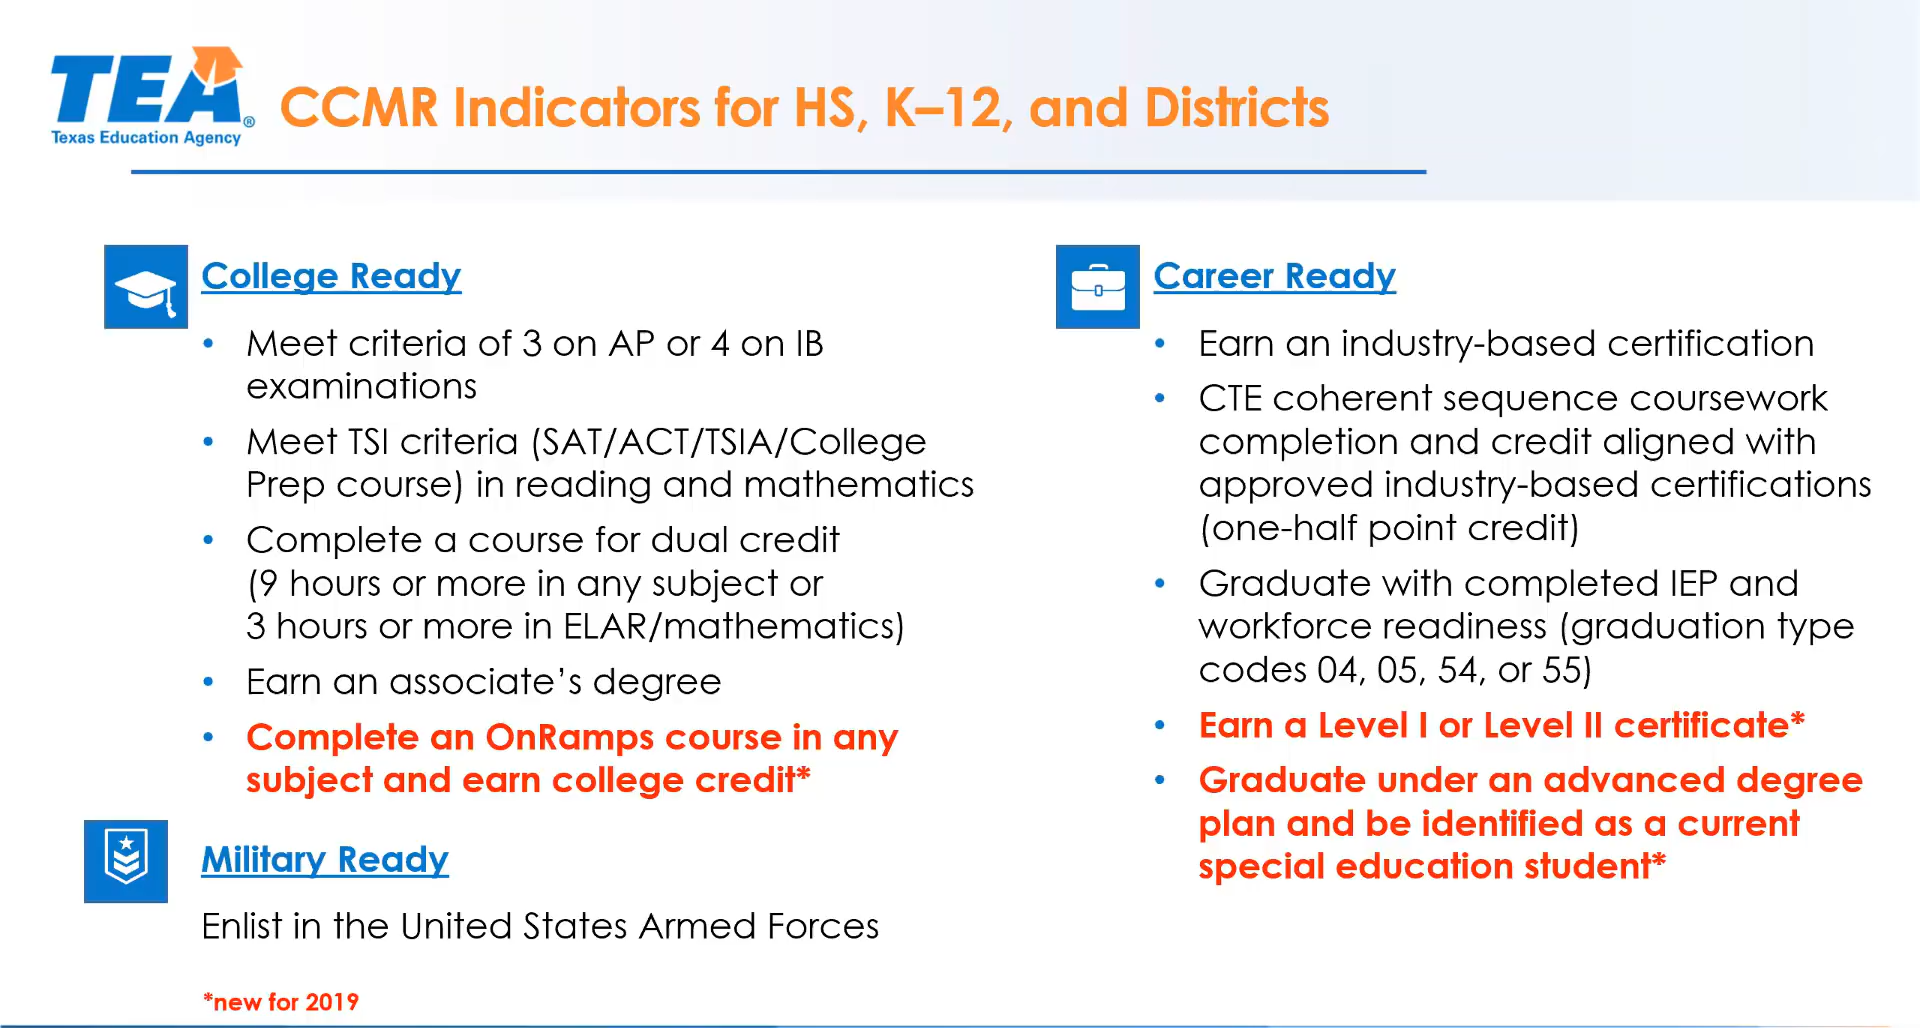 TEA®
Texas Education Agency
CCMR Indicators for HS, K–12, and Districts
College Ready
• Meet criteria of 3 on AP or 4 on IB
examinations
• Meet TSI criteria (SAT/ACT/TSIA/College
Prep course) in reading and mathematics
• Complete a course for dual credit
(9 hours or more in any subject or
3 hours or more in ELAR/mathematics)
• Earn an associate’s degree
• Complete an OnRamps course in any
subject and earn college credit*
Military Ready
Enlist in the United States Armed Forces
*new for 2019
Career Ready
• Earn an industry-based certification
• CTE coherent sequence coursework
completion and credit aligned with
approved industry-based certifications
(one-half point credit)
• Graduate with completed IEP and
workforce readiness (graduation type
codes 04, 05, 54, or 55)
• Earn a Level I or Level II certificate*
• Graduate under an advanced degree
plan and be identified as a current
special education student*